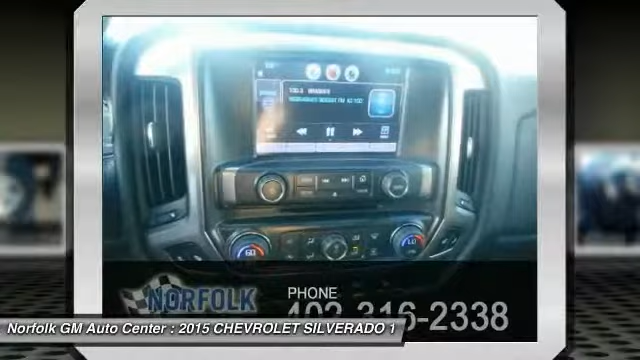 NORFOLK
PHONE
402-316-2338
Norfolk GM Auto Center : 2015 CHEVROLET SILVERADO 1